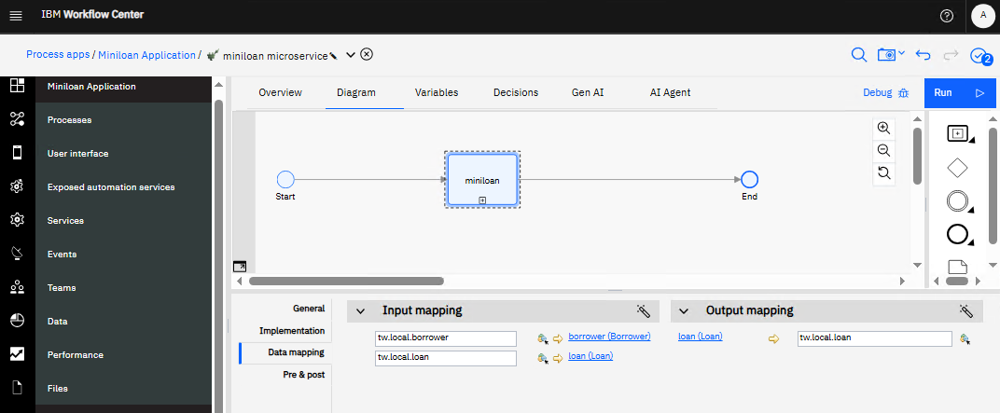 IBM Workflow Center
A
Process apps / Miniloan Application / miniloan microservice
2
Miniloan Application
Processes
User interface
Exposed automation services
Services
Events
Teams
Data
Performance
Files
Overview Diagram Variables Decisions Gen AI AI Agent Debug Run
miniloan
Start
End
General
Implementation
Data mapping
Pre & post
Input mapping
tw.local.borrower borrower (Borrower)
tw.local.loan loan (Loan)
Output mapping
loan (Loan) tw.local.loan